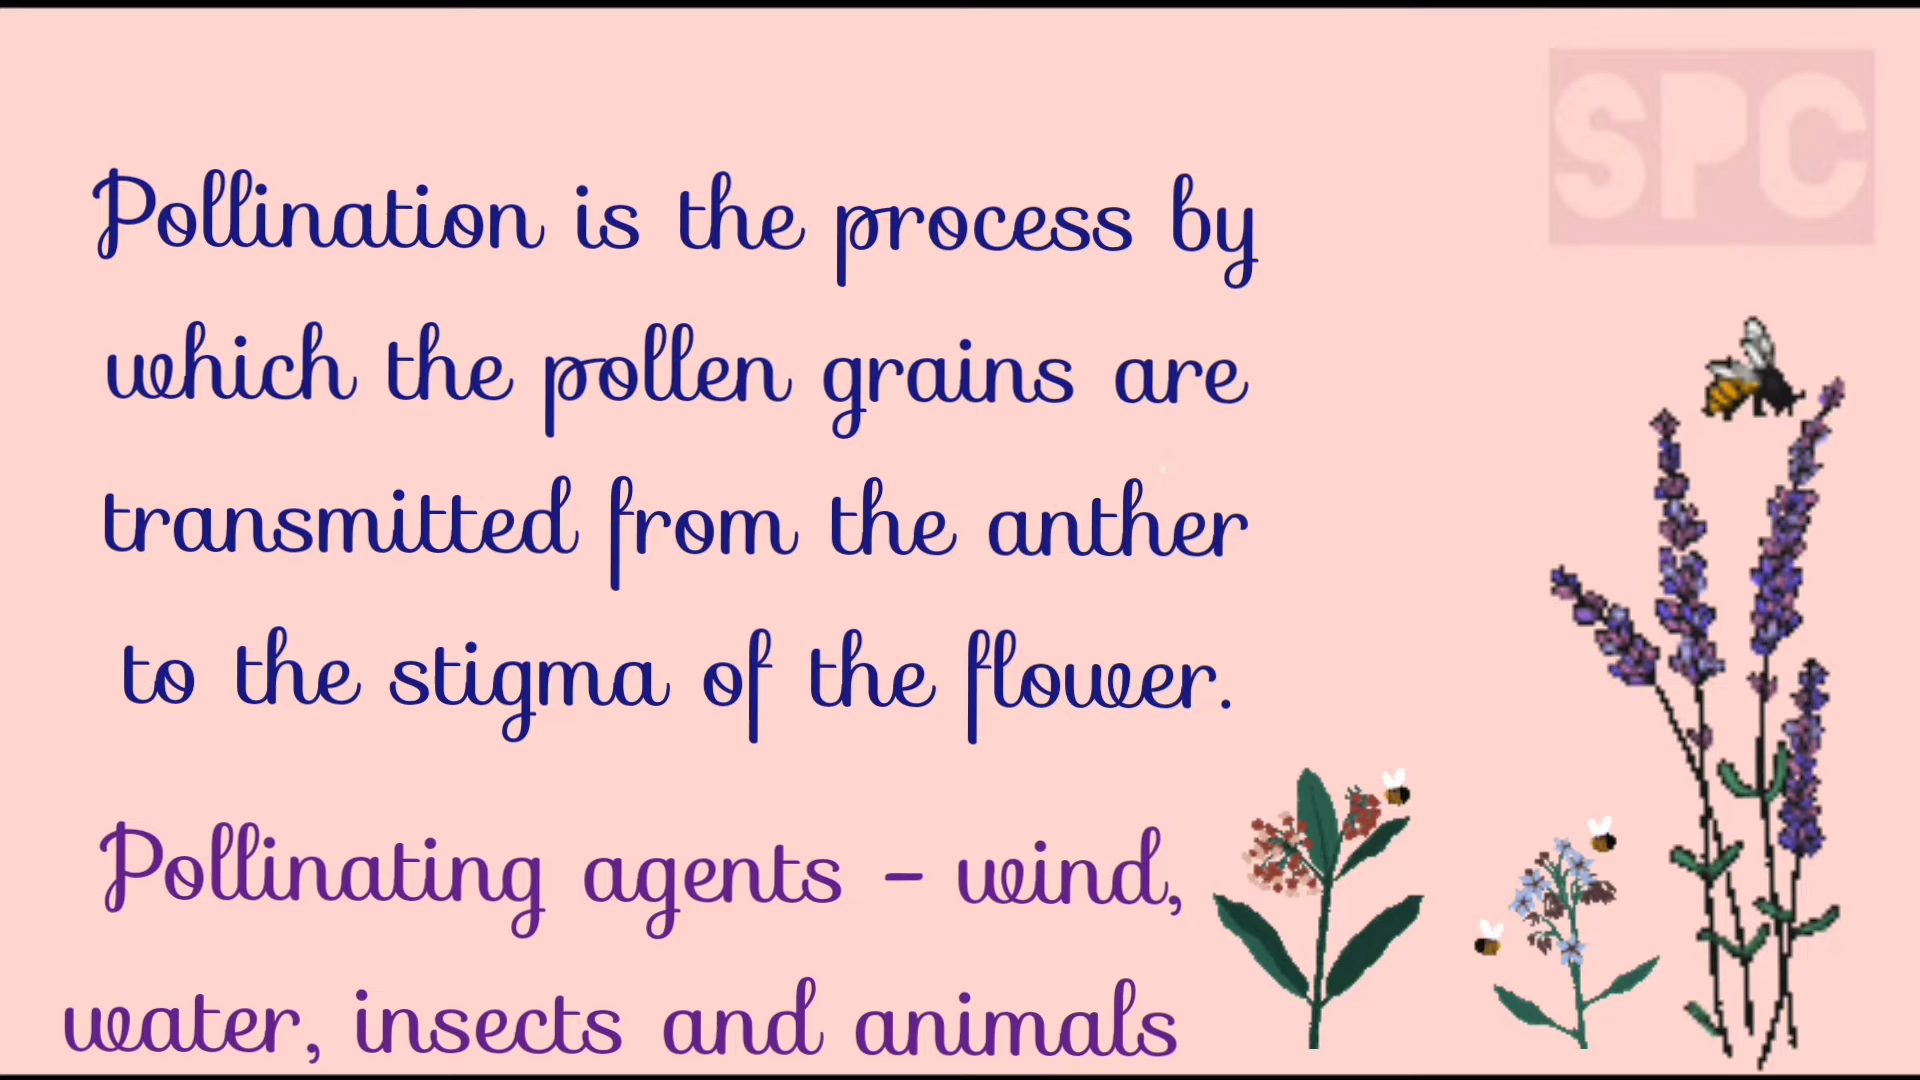 SPC
Pollination is the process by
which the pollen grains are
transmitted from the anther
to the stigma of the flower.
Pollinating agents - wind,
water, insects and animals